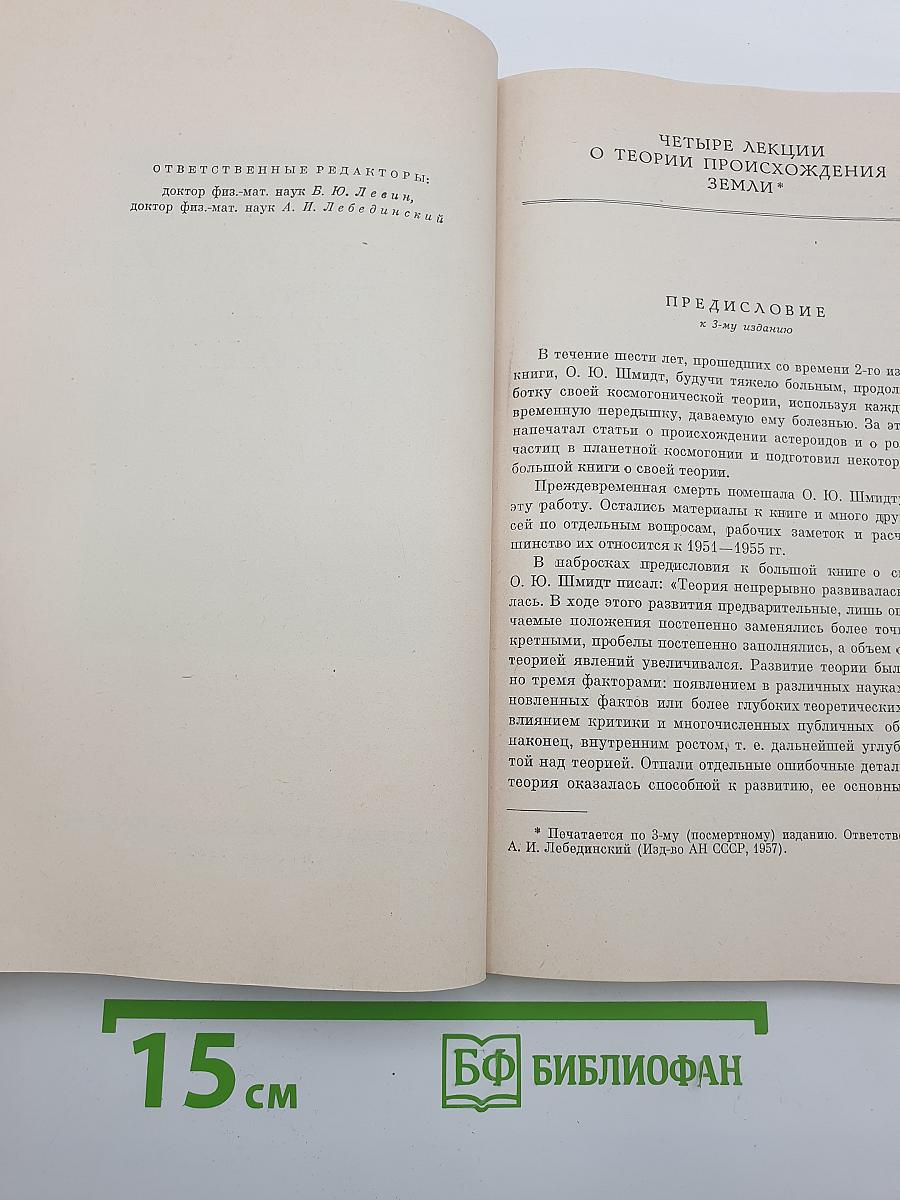 ОТВЕТСТВЕННЫЕ РЕДАКТОРЫ:
доктор физ.-мат. наук Б. Ю. Левин,
доктор физ.-мат. наук А. И. Лебединский
ЧЕТЫРЕ ЛЕКЦИИ
О ТЕОРИИ ПРОИСХОЖДЕНИЯ
ЗЕМЛИ*
ПРЕДИСЛОВИЕ
к 3-му изданию
В течение шести лет, прошедших со времени 2-го из
книги, О. Ю. Шмидт, будучи тяжело больным, продол
ботку своей космогонической теории, используя кажд
временную передышку, даваемую ему болезнью. За эт
напечатал статьи о происхождении астероидов и о ро
частиц в планетной космогонии и подготовил некотор
большой книги о своей теории.
Преждевременная смерть помешала О. Ю. Шмидт
эту работу. Остались материалы к книге и много дру
сей по отдельным вопросам, рабочих заметок и расч
шинство их относится к 1951—1955 гг.
В набросках предисловия к большой книге о с
О. Ю. Шмидт писал: «Теория непрерывно развивалась
лась. В ходе этого развития предварительные, лишь
чаемые положения постепенно заменялись более точ
кретными, пробелы постепенно заполнялись, а объем
теорией явлений увеличивался. Развитие теории был
но тремя факторами: появлением в различных науках
новленных фактов или более глубоких теоретических
влиянием критики и многочисленных публичных об
наконец, внутренним ростом, т. е. дальнейшей углуб
той над теорией. Отпали отдельные ошибочные детал
теория оказалась способной к развитию, ее основны
* Печатается по 3-му (посмертному) изданию. Ответстве
А. И. Лебединский (Изд-во АН СССР, 1957).
15 см
БФ БИБЛИОФАН